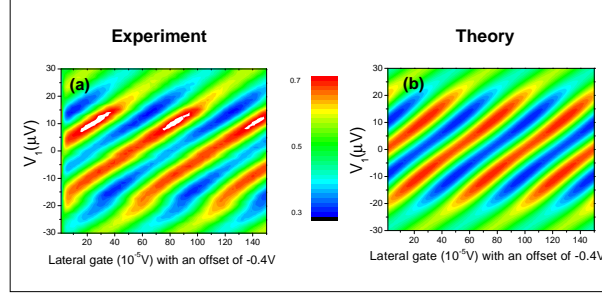 Experiment
Theory
(a)
30
20
10
0
-10
-20
-30
V1(μV)
20 40 60 80 100 120 140
Lateral gate (10-5V) with an offset of -0.4V
0.7
0.5
0.3
(b)
30
20
10
0
-10
-20
-30
V1(μV)
20 40 60 80 100 120 140
Lateral gate (10-5V) with an offset of -0.4V